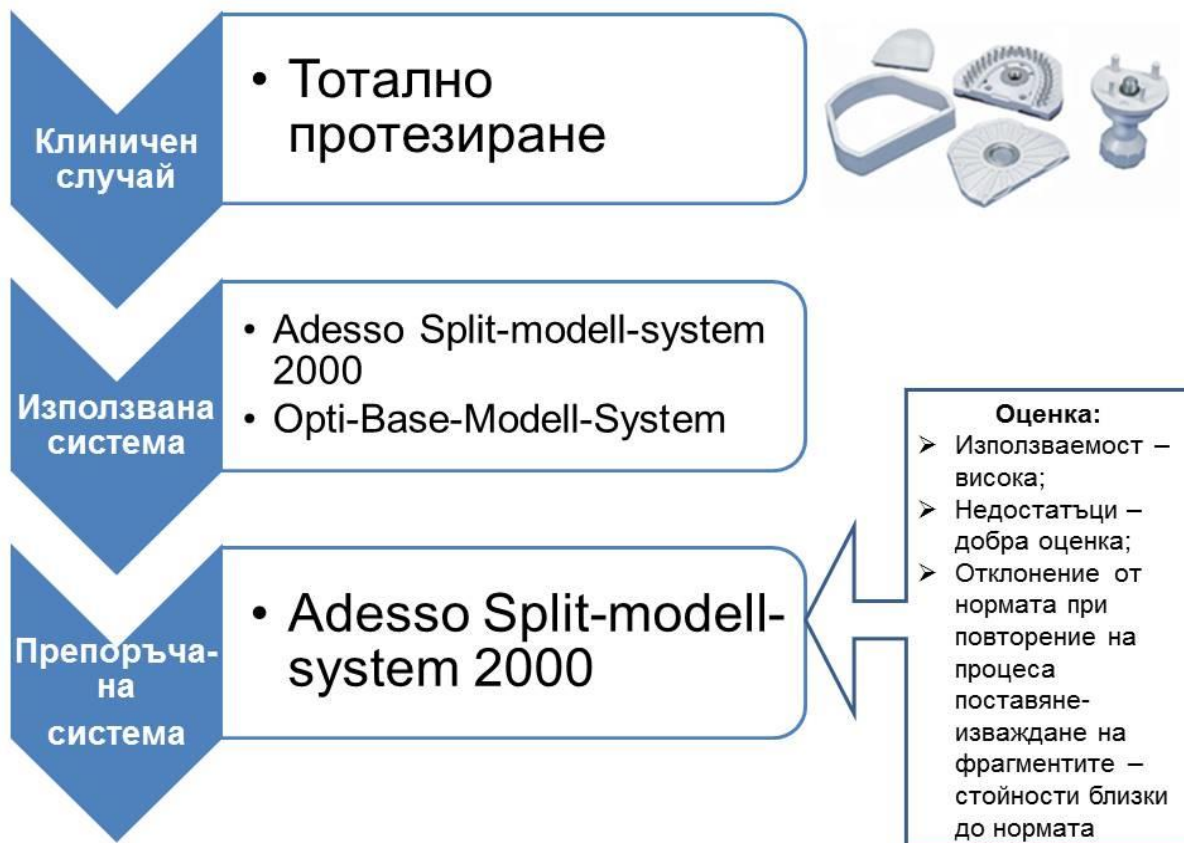 Клиничен
случай
• Тотално
протезиране
Използвана
система
• Adesso Split-modell-system
2000
• Opti-Base-Modell-System
Препоръча-
на
система
• Adesso Split-modell-
system 2000
Оценка:
➢ Използваемост –
висока;
➢ Недостатъци –
добра оценка;
➢ Отклонение от
нормата при
повторение на
процеса
поставяне-
изваждане на
фрагментите –
стойности близки
до нормата